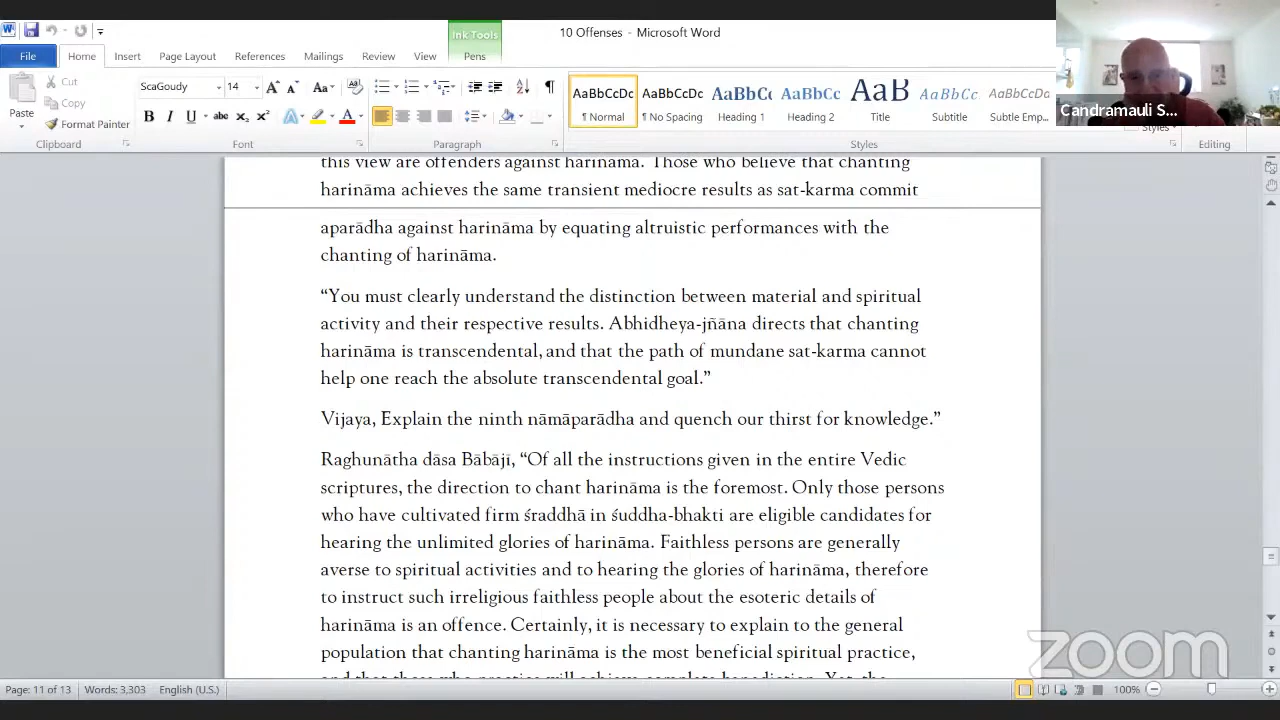 Ink Tools
10 Offenses - Microsoft Word
File Home Insert Page Layout References Mailings Review View Pens
Paste
Cut
Copy
Format Painter
ScaGoudy 14
AaBbCcDc AaBbCcDc AaBbCc AaBbCc AaB AaBbCc. AaBbCcDc
¶ Normal ¶ No Spacing Heading 1 Heading 2 Title Subtitle Subtle Emp...
Styles
Candramauli S...
Clipboard Font Paragraph Styles Editing
this view are offenders against harināma. Those who believe that chanting
harināma achieves the same transient mediocre results as sat-karma commit
aparādha against harināma by equating altruistic performances with the
chanting of harināma.
“You must clearly understand the distinction between material and spiritual
activity and their respective results. Abhidheya-jñāna directs that chanting
harināma is transcendental, and that the path of mundane sat-karma cannot
help one reach the absolute transcendental goal.”
Vijaya, Explain the ninth nāmāparādha and quench our thirst for knowledge.”
Raghunātha dāsa Bābājī, “Of all the instructions given in the entire Vedic
scriptures, the direction to chant harināma is the foremost. Only those persons
who have cultivated firm śraddhā in śuddha-bhakti are eligible candidates for
hearing the unlimited glories of harināma. Faithless persons are generally
averse to spiritual activities and to hearing the glories of harināma, therefore
to instruct such irreligious faithless people about the esoteric details of
harināma is an offence. Certainly, it is necessary to explain to the general
population that chanting harināma is the most beneficial spiritual practice,
and that those who practice will achieve complete benediction. Yet, the
zoom
Page: 11 of 13 Words: 3,303 English (U.S.) 100%